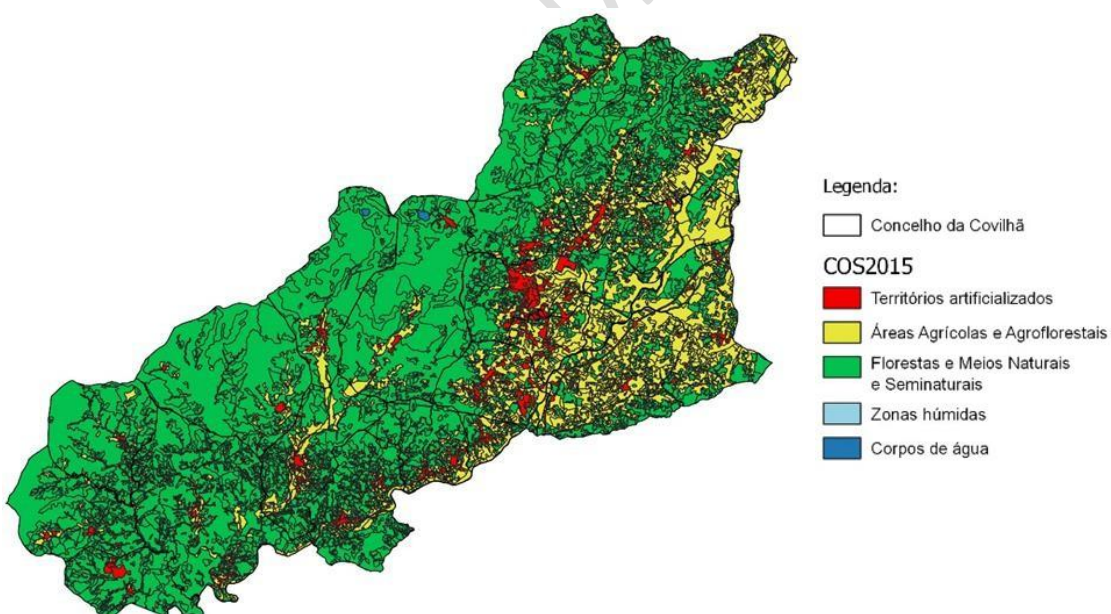 Legenda:
Concelho da Covilhã
COS2015
Territórios artificializados
Áreas Agrícolas e Agroflorestais
Florestas e Meios Naturais
e Seminaturais
Zonas húmidas
Corpos de água